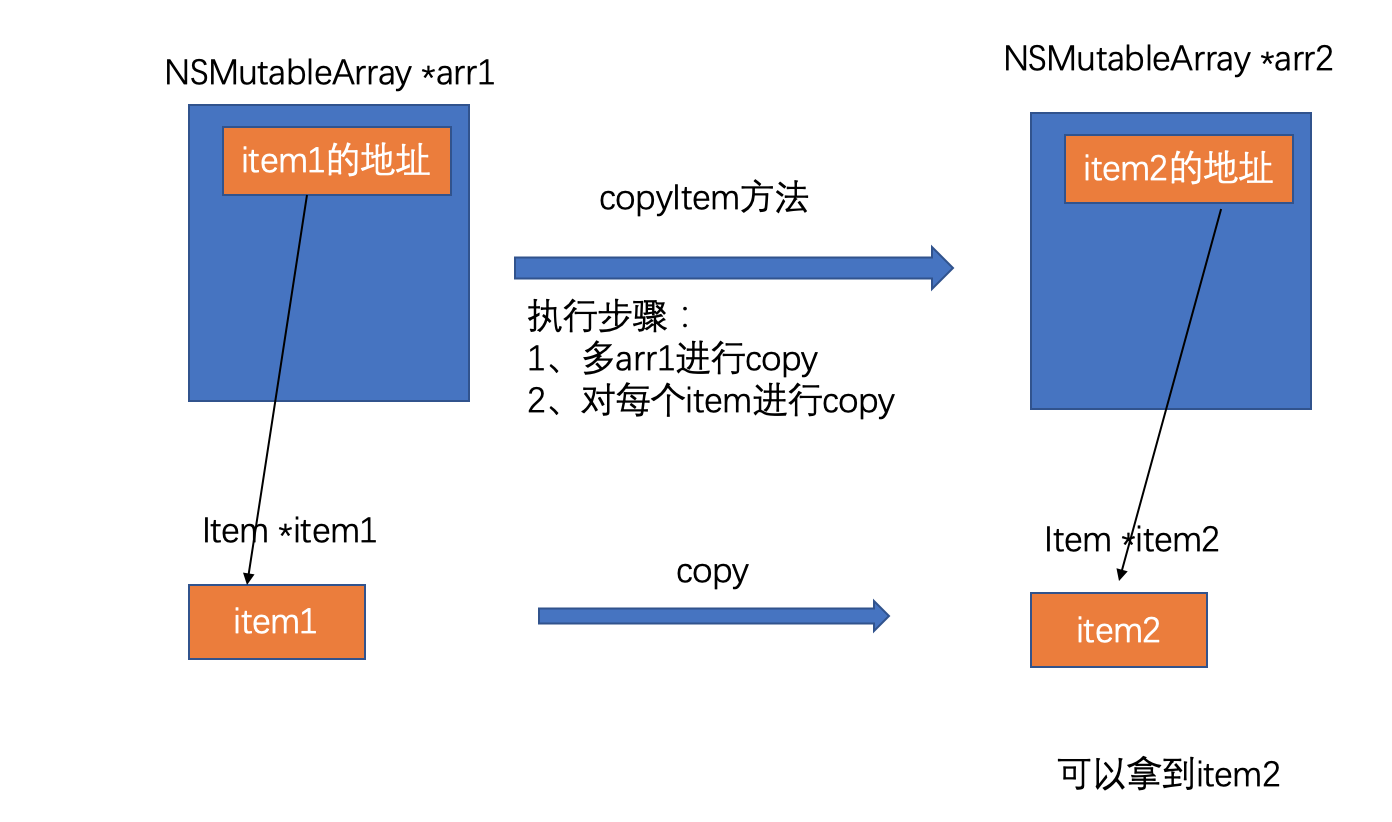 NSMutableArray *arr1
NSMutableArray *arr2
item1的地址
item2的地址
copyItem方法
执行步骤：
1、多arr1进行copy
2、对每个item进行copy
Item *item1
Item *item2
copy
item1
item2
可以拿到item2